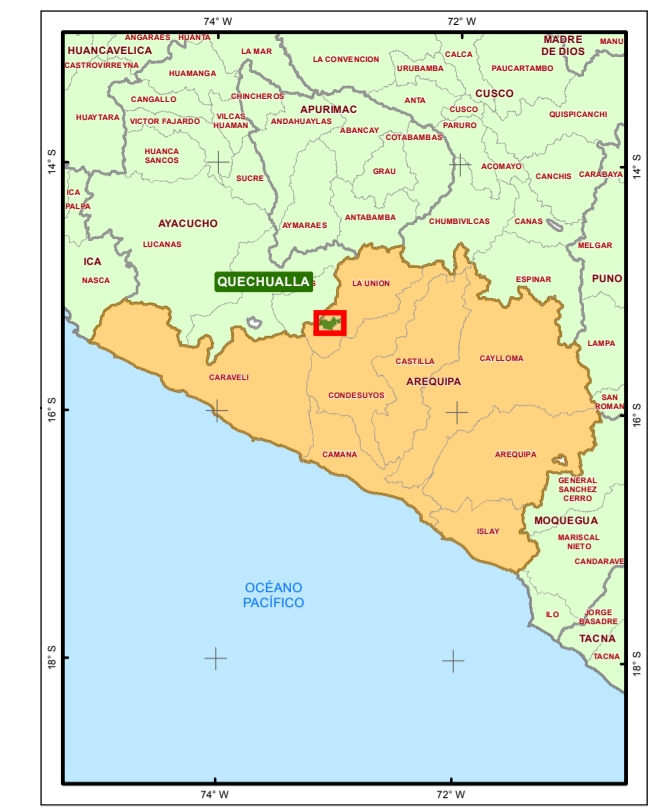 74° W
72° W
ANGARAES
HUANTA
HUANCAVELICA
LA MAR
LA CONVENCION
CALCA
MADRE
DE DIOS
MANU
CASTROVIRREYNA
HUAMANGA
URUBAMBA
PAUCARTAMBO
CANGALLO
CHINCHEROS
APURIMAC
ANTA
CUSCO
HUAYTARA
VICTOR FAJARDO
VILCAS
HUAMAN
ANDAHUAYLAS
ABANCAY
COTABAMBAS
CUSCO
PARURO
QUISPICANCHI
HUANCA
SANCOS
14° S
14° S
SUCRE
GRAU
ACOMAYO
CANCHIS
CARABAYA
ICA
PALPA
AYACUCHO
AYMARAES
ANTABAMBA
CHUMBIVILCAS
CANAS
LUCANAS
MELGAR
ICA
NASCA
QUECHUALLA
S
LA UNION
ESPINAR
PUNO
LAMPA
CARAVELI
CASTILLA
CAYLLOMA
AREQUIPA
CONDESUYOS
SAN
ROMAN
16° S
16° S
CAMANA
AREQUIPA
GENERAL
SANCHEZ
CERRO
ISLAY
MOQUEGUA
MARISCAL
NIETO
CANDARAVE
OCÉANO
PACÍFICO
ILO
JORGE
BASADRE
TACNA
TACNA
18° S
18° S
74° W
72° W